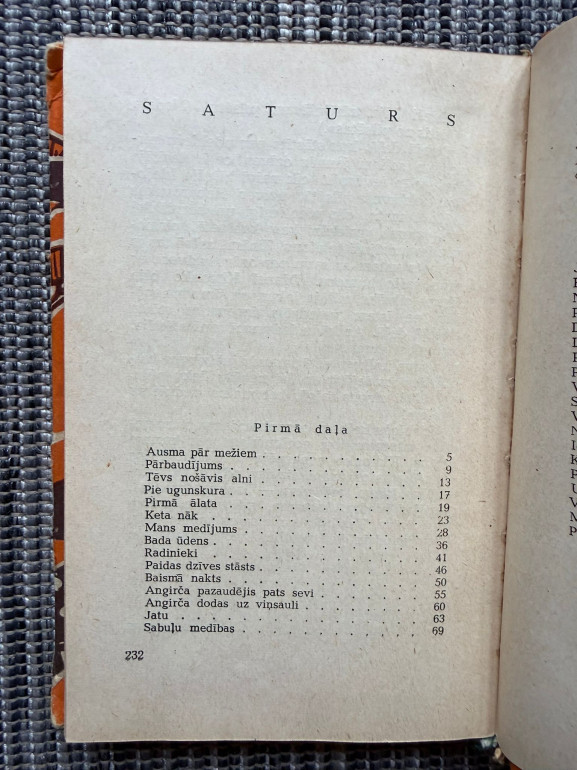 SATURS
Pirmā daļa
Ausma pār mežiem . . . . . . . . . . . 5
Pārbaudījums . . . . . . . . . . . . . 9
Tēvs nošāvis alni . . . . . . . . . . . 13
Pie ugunskura . . . . . . . . . . . . . 17
Pirmā ālata . . . . . . . . . . . . . 19
Keta nāk . . . . . . . . . . . . . . 23
Mans medījums . . . . . . . . . . . . 28
Bada ūdens . . . . . . . . . . . . . 36
Radinieki . . . . . . . . . . . . . . 41
Paidas dzīves stāsts . . . . . . . . . . 46
Baismā nakts . . . . . . . . . . . . . 50
Angirča pazaudējis pats sevi . . . . . . . 55
Angirča dodas uz viņsauli . . . . . . . . 60
Jatu . . . . . . . . . . . . . . . . 63
Sabuļu medības . . . . . . . . . . . . 69
232